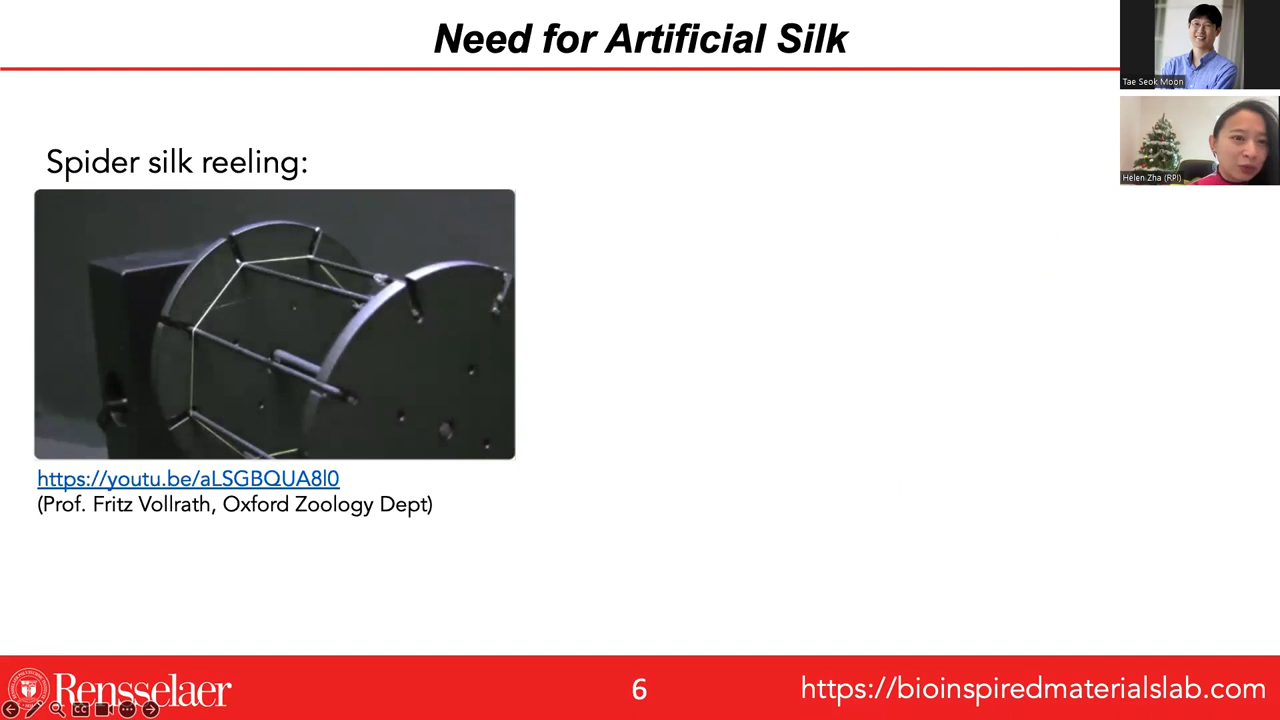 Need for Artificial Silk
Tae Seok Moon
Helen Zha (RPI)
Spider silk reeling:
https://youtu.be/aLSGBQUA8l0
(Prof. Fritz Vollrath, Oxford Zoology Dept)
Rensselaer
6
https://bioinspiredmaterialslab.com
CC